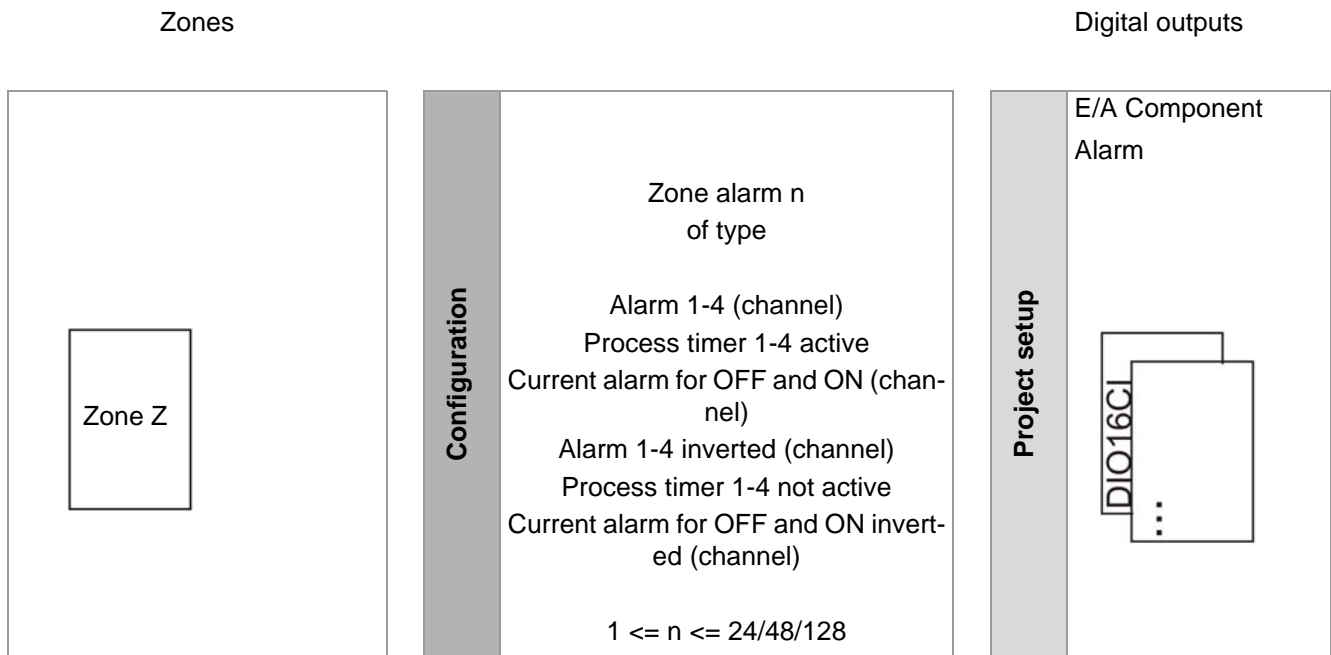 Zones
Digital outputs
Zone Z
Configuration
Zone alarm n
of type
Alarm 1-4 (channel)
Process timer 1-4 active
Current alarm for OFF and ON (chan-
nel)
Alarm 1-4 inverted (channel)
Process timer 1-4 not active
Current alarm for OFF and ON invert-
ed (channel)
1 <= n <= 24/48/128
Project setup
E/A Component
Alarm
DIO16CI
...